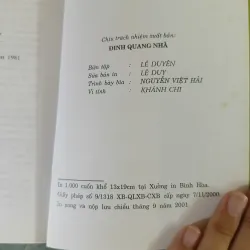 Chịu trách nhiệm xuất bản:
ĐINH QUANG NHÃ
Biên tập : LÊ DUYÊN
Sửa bản in : LÊ DUY
Trình bày bìa : NGUYỄN VIỆT HẢI
Vi tính : KHÁNH CHI
In 1.000 cuốn khổ 13x19cm tại Xưởng in Bình Hòa.
Giấy phép số 9/1318 XB-QLXB-CXB cấp ngày 7/11/2000.
In xong và nộp lưu chiểu tháng 9 năm 2001.